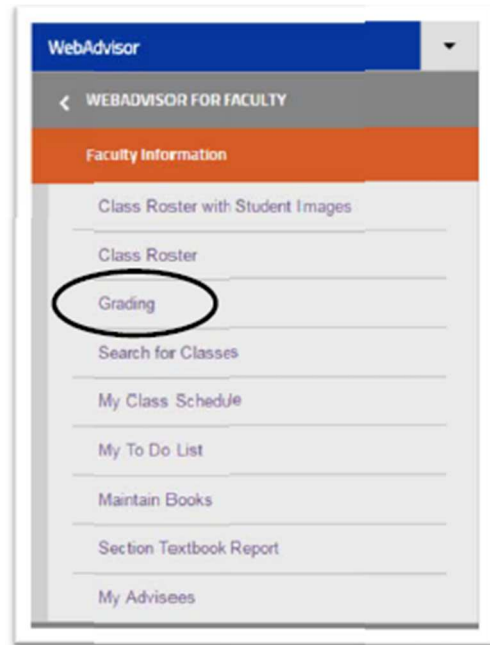 WebAdvisor
WEBADVISOR FOR FACULTY
Faculty Information
Class Roster with Student Images
Class Roster
Grading
Search for Classes
My Class Schedule
My To Do List
Maintain Books
Section Textbook Report
My Advisees